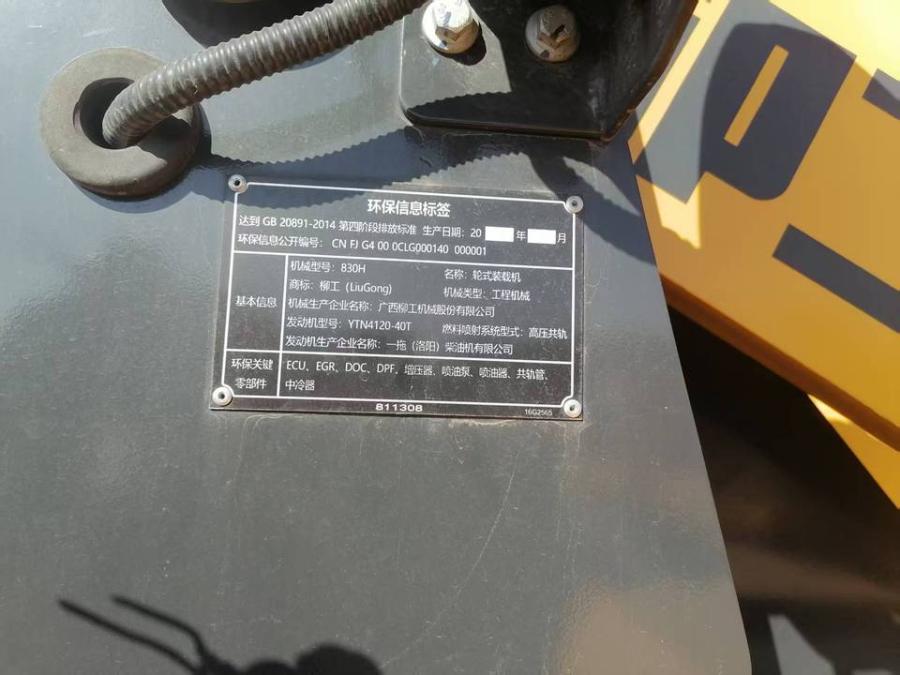 环保信息标签
达到 GB 20891-2014 第四阶段排放标准 生产日期：20 年 月
环保信息公开编号： CN FJ G4 00 0CLG000140 000001
基本信息
机械型号：830H 名称：轮式装载机
商标：柳工（LiuGong） 机械类型：工程机械
机械生产企业名称：广西柳工机械股份有限公司
发动机型号：YTN4120-40T 燃料喷射系统型式：高压共轨
发动机生产企业名称：一拖（洛阳）柴油机有限公司
环保关键零部件
ECU、EGR、DOC、DPF、增压器、喷油泵、喷油器、共轨管、
中冷器
811308
16G2565